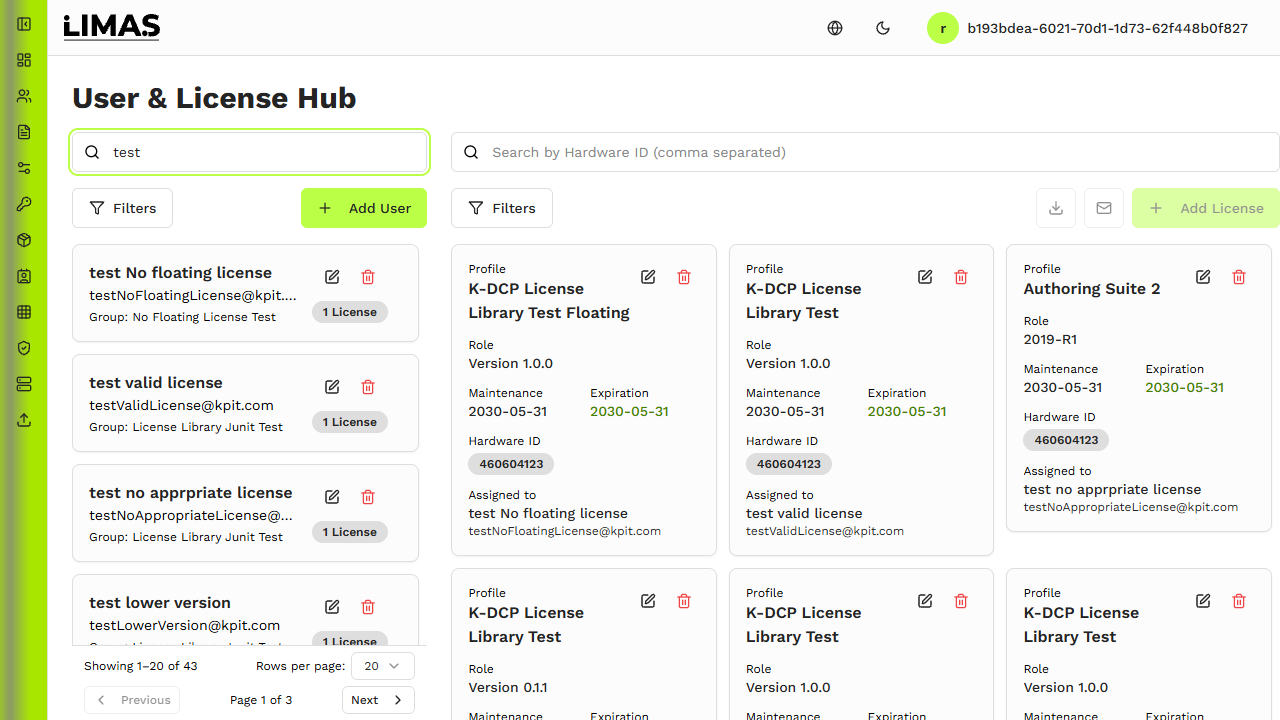 LIMAS
r
b193bdea-6021-70d1-1d73-62f448b0f827
User & License Hub
test
Search by Hardware ID (comma separated)
Filters
Add User
Filters
Add License
test No floating license
testNoFloatingLicense@kpit....
Group: No Floating License Test
1 License
test valid license
testValidLicense@kpit.com
Group: License Library Junit Test
1 License
test no apprpriate license
testNoAppropriateLicense@...
Group: License Library Junit Test
1 License
test lower version
testLowerVersion@kpit.com
1 License
Showing 1–20 of 43
Rows per page:
20
Previous
Page 1 of 3
Next
Profile
K-DCP License
Library Test Floating
Role
Version 1.0.0
Maintenance
Expiration
2030-05-31
2030-05-31
Hardware ID
460604123
Assigned to
test No floating license
testNoFloatingLicense@kpit.com
Profile
K-DCP License
Library Test
Role
Version 1.0.0
Maintenance
Expiration
2030-05-31
2030-05-31
Hardware ID
460604123
Assigned to
test valid license
testValidLicense@kpit.com
Profile
Authoring Suite 2
Role
2019-R1
Maintenance
Expiration
2030-05-31
2030-05-31
Hardware ID
460604123
Assigned to
test no apprpriate license
testNoAppropriateLicense@kpit.com
Profile
K-DCP License
Library Test
Role
Version 0.1.1
Maintenance
Expiration
Profile
K-DCP License
Library Test
Role
Version 1.0.0
Maintenance
Expiration
Profile
K-DCP License
Library Test
Role
Version 1.0.0
Maintenance
Expiration